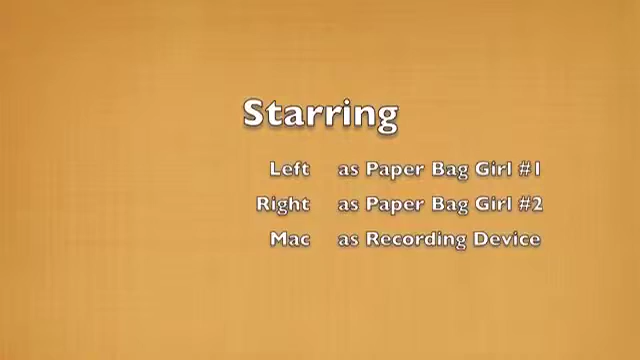 Starring
Left as Paper Bag Girl #1
Right as Paper Bag Girl #2
Mac as Recording Device